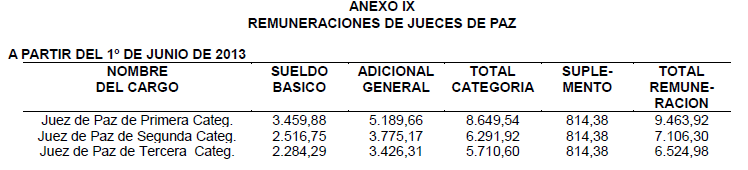 ANEXO IX
REMUNERACIONES DE JUECES DE PAZ
A PARTIR DEL 1º DE JUNIO DE 2013
NOMBRE SUELDO ADICIONAL TOTAL SUPLE- TOTAL
DEL CARGO BASICO GENERAL CATEGORIA MENTO REMUNE-
RACION
Juez de Paz de Primera Categ. 3.459,88 5.189,66 8.649,54 814,38 9.463,92
Juez de Paz de Segunda Categ. 2.516,75 3.775,17 6.291,92 814,38 7.106,30
Juez de Paz de Tercera Categ. 2.284,29 3.426,31 5.710,60 814,38 6.524,98